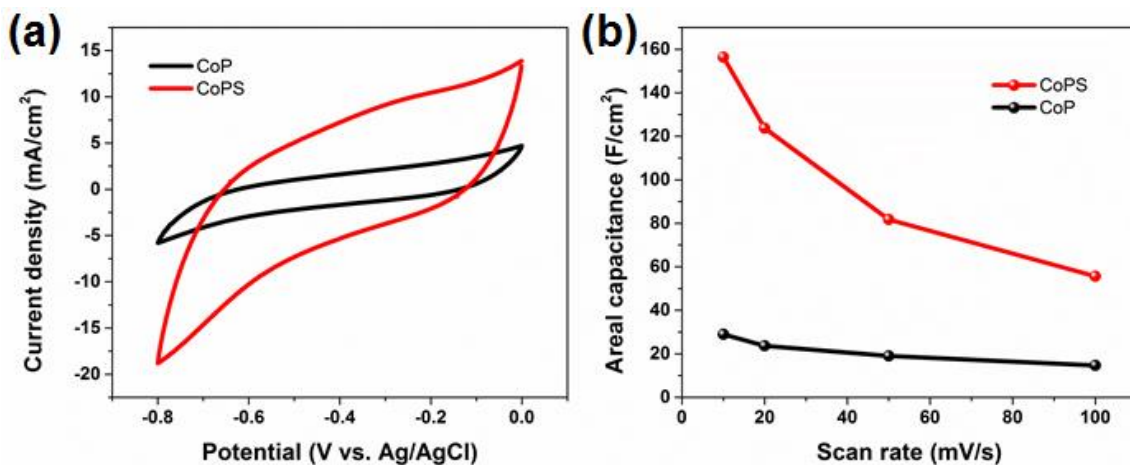 (a)
CoP
CoPS
15
10
5
0
-5
-10
-15
-20
Current density (mA/cm²)
-0.8
-0.6
-0.4
-0.2
0.0
Potential (V vs. Ag/AgCl)
(b)
160
140
120
100
80
60
40
20
0
Areal capacitance (F/cm²)
CoPS
CoP
0
20
40
60
80
100
Scan rate (mV/s)